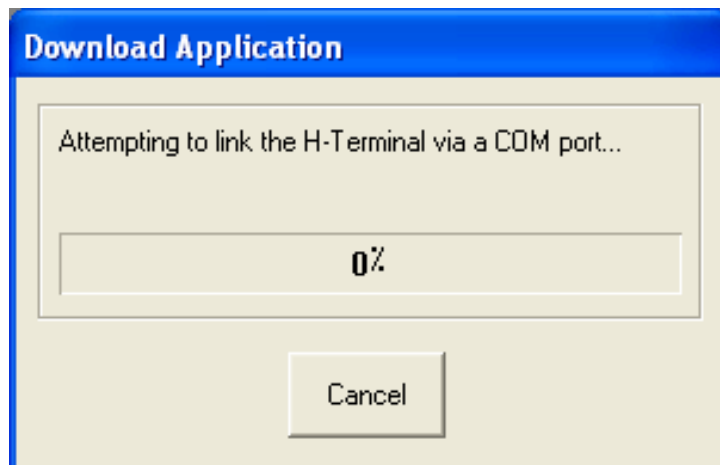 Download Application
Attempting to link the H-Terminal via a COM port...
0%
Cancel